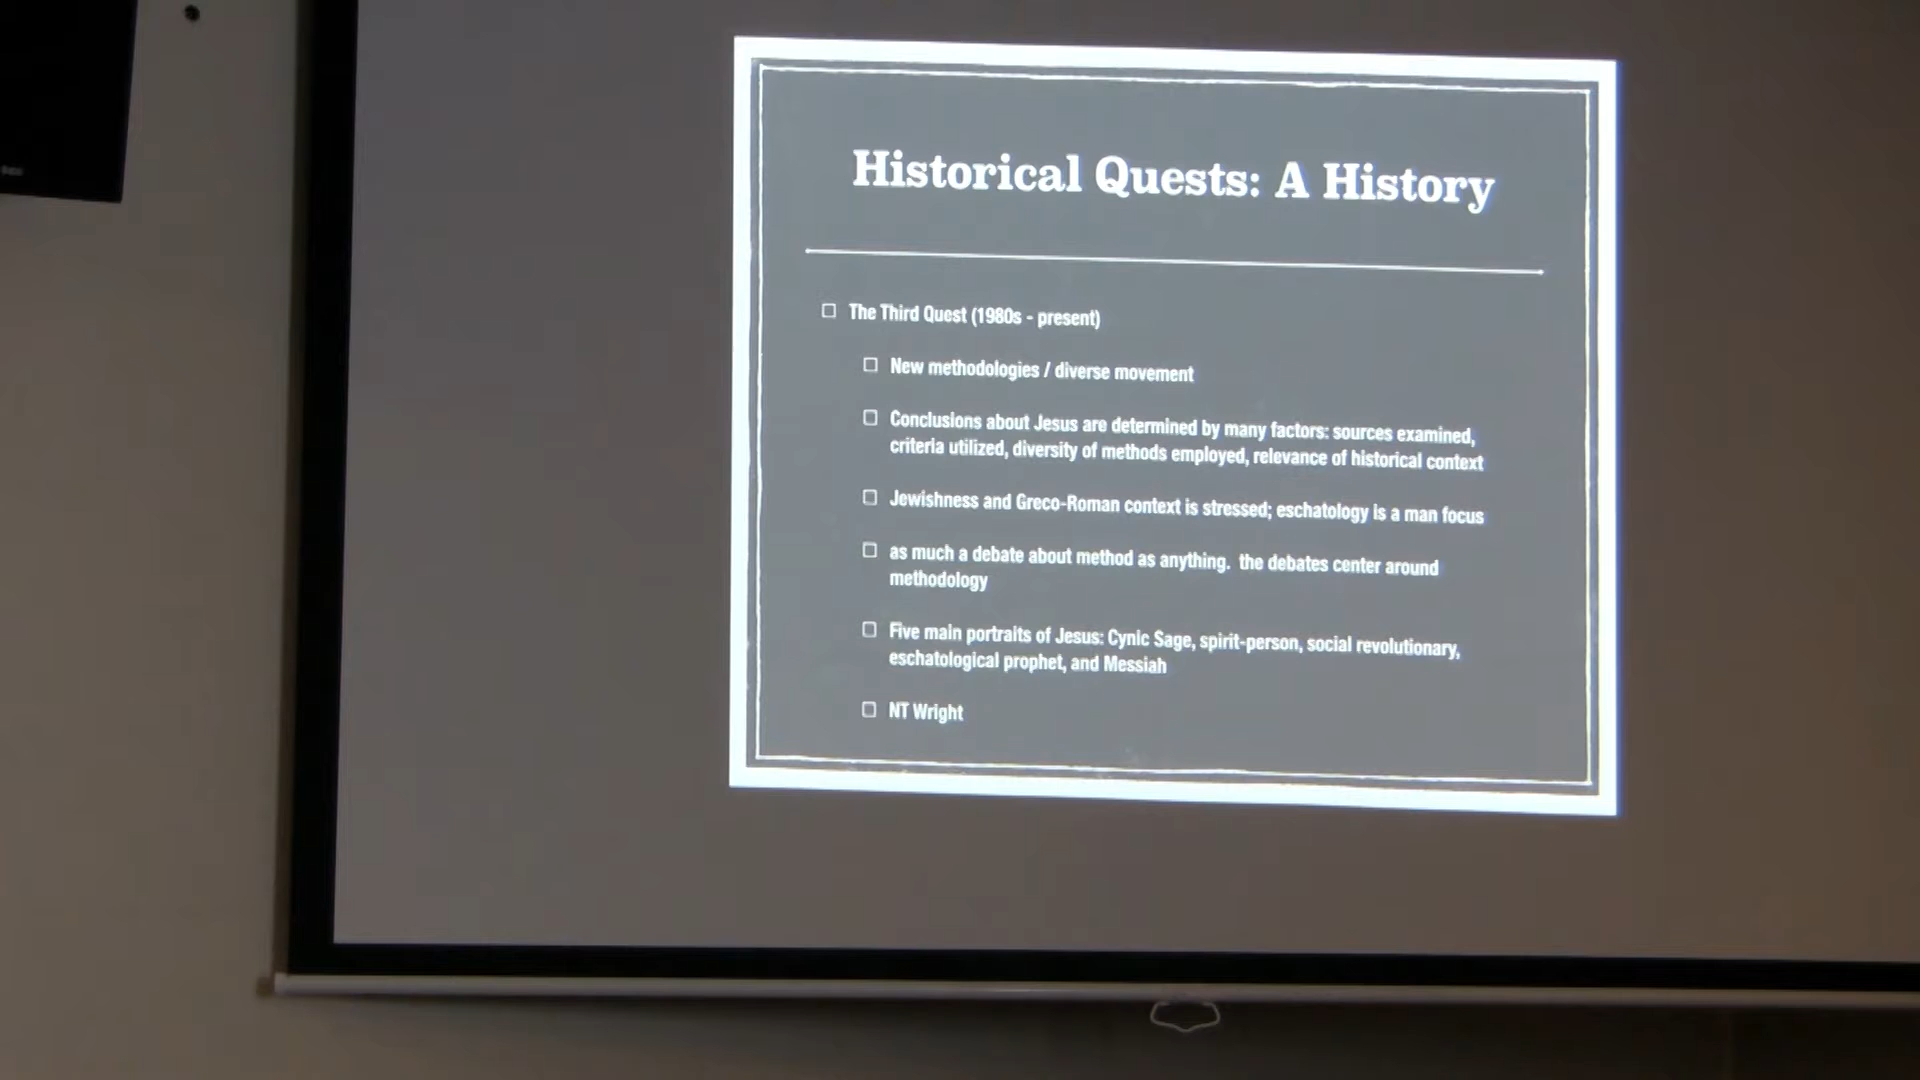 Historical Quests: A History
The Third Quest (1980s - present)
New methodologies / diverse movement
Conclusions about Jesus are determined by many factors: sources examined,
criteria utilized, diversity of methods employed, relevance of historical context
Jewishness and Greco-Roman context is stressed; eschatology is a man focus
as much a debate about method as anything. the debates center around
methodology
Five main portraits of Jesus: Cynic Sage, spirit-person, social revolutionary,
eschatological prophet, and Messiah
NT Wright